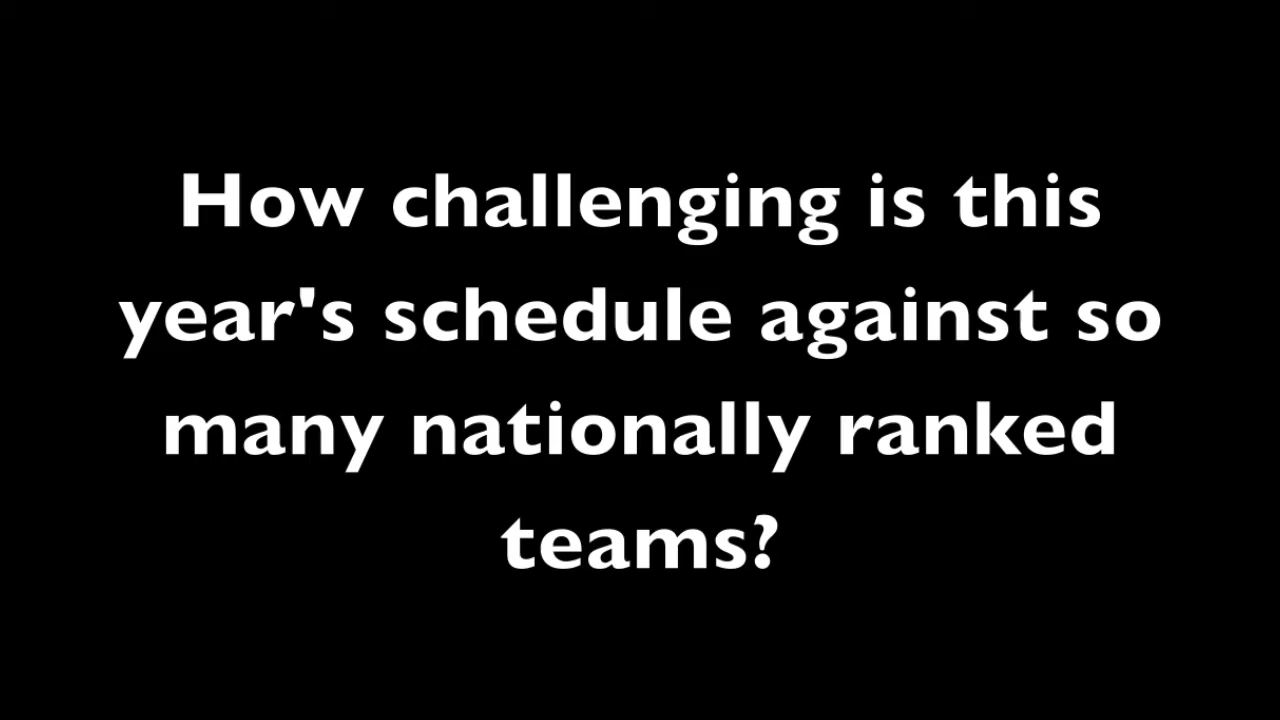 How challenging is this
year's schedule against so
many nationally ranked
teams?